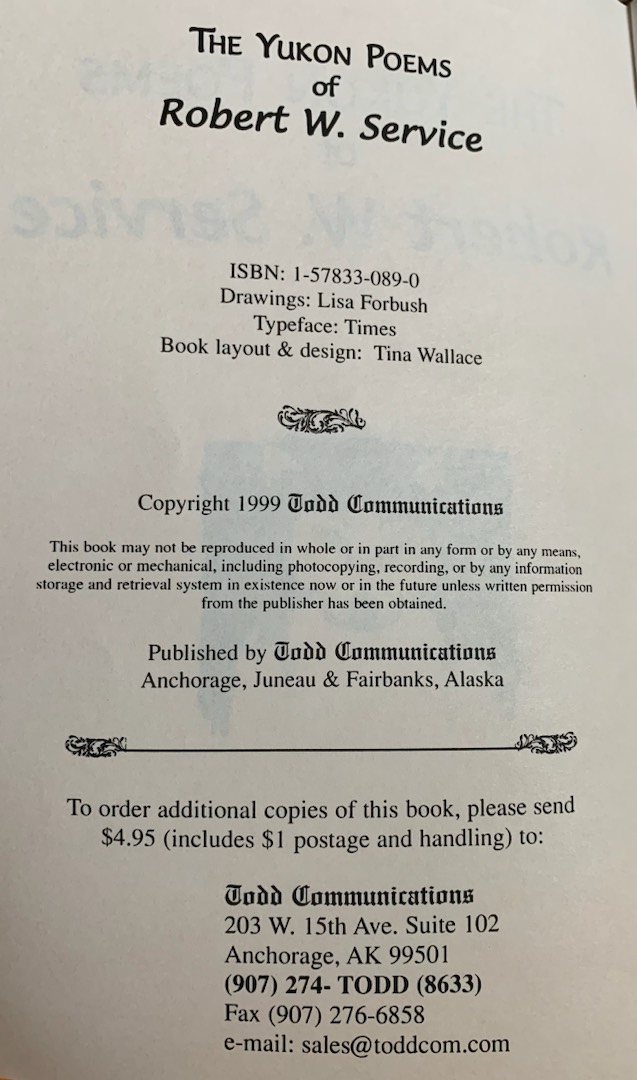 THE YUKON POEMS
of
Robert W. Service
ISBN: 1-57833-089-0
Drawings: Lisa Forbush
Typeface: Times
Book layout & design: Tina Wallace
Copyright 1999 Todd Communications
This book may not be reproduced in whole or in part in any form or by any means,
electronic or mechanical, including photocopying, recording, or by any information
storage and retrieval system in existence now or in the future unless written permission
from the publisher has been obtained.
Published by Todd Communications
Anchorage, Juneau & Fairbanks, Alaska
To order additional copies of this book, please send
$4.95 (includes $1 postage and handling) to:
Todd Communications
203 W. 15th Ave. Suite 102
Anchorage, AK 99501
(907) 274- TODD (8633)
Fax (907) 276-6858
e-mail: sales@toddcom.com